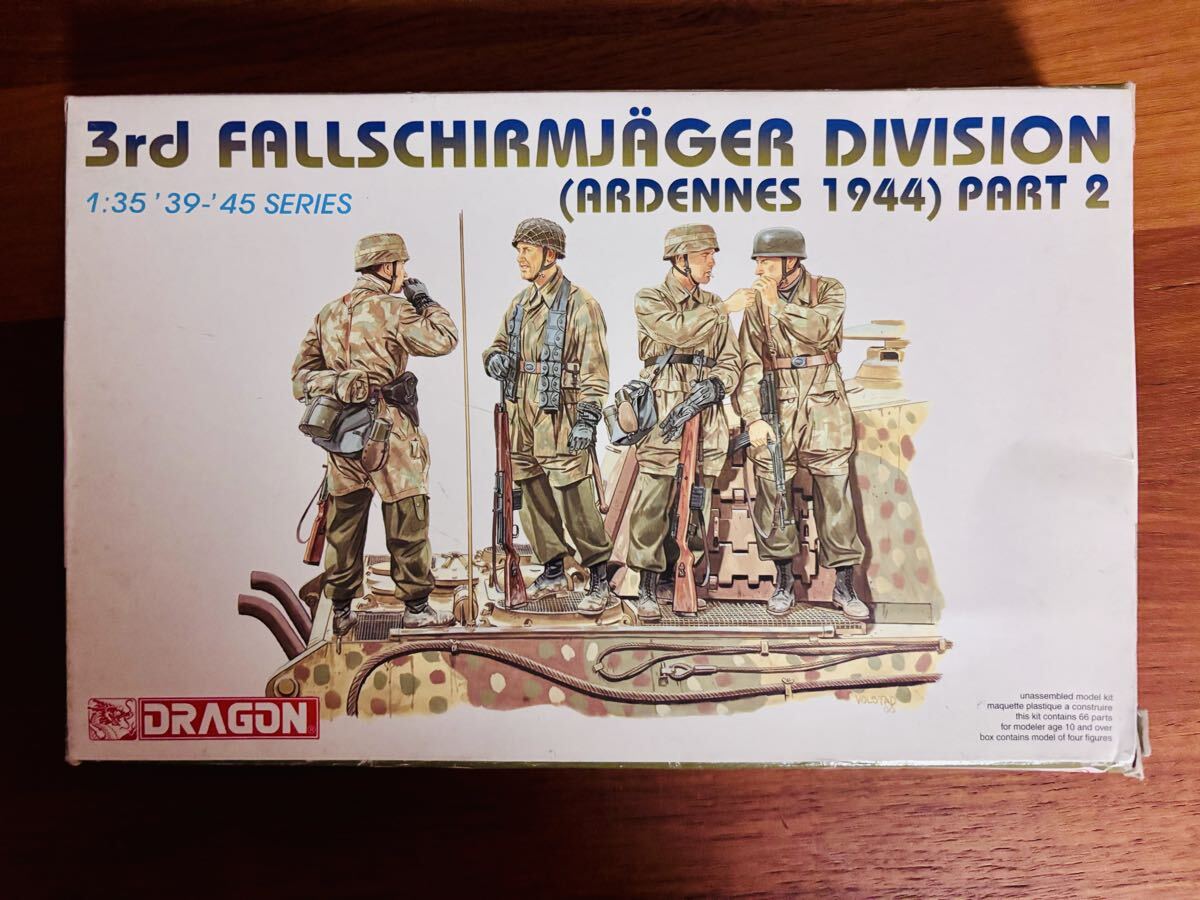 3rd FALLSCHIRMJÄGER DIVISION
(ARDENNES 1944) PART 2
1:35 '39-'45 SERIES
VOLSTAD
DRAGON
unassembled model kit
maquette plastique a construire
this kit contains 66 parts
for modeler age 10 and over
box contains model of four figures